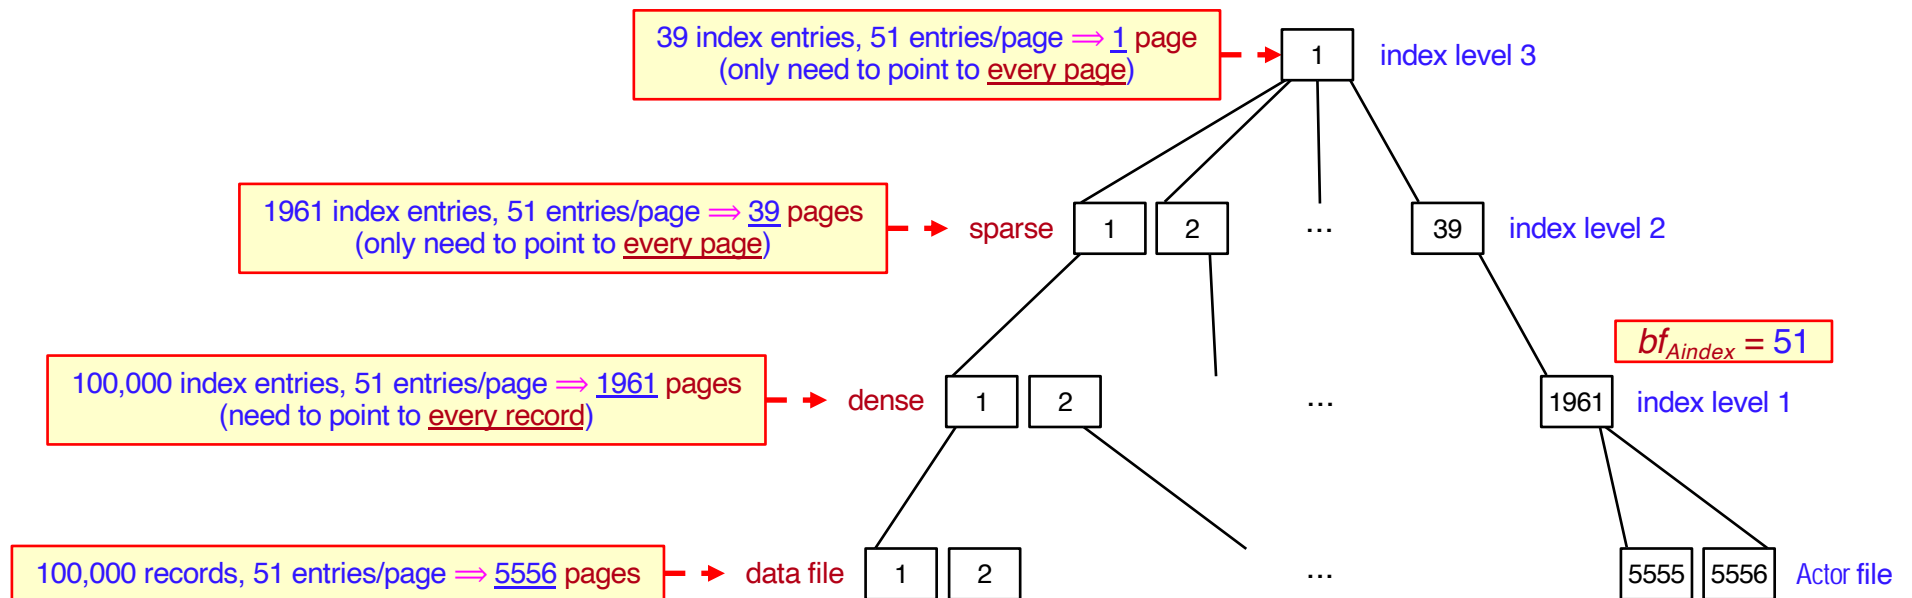 39 index entries, 51 entries/page ⟹ 1 page
(only need to point to every page)
1
index level 3
1961 index entries, 51 entries/page ⟹ 39 pages
(only need to point to every page)
sparse
1
2
...
39
index level 2
bfAindex = 51
100,000 index entries, 51 entries/page ⟹ 1961 pages
(need to point to every record)
dense
1
2
...
1961
index level 1
100,000 records, 51 entries/page ⟹ 5556 pages
data file
1
2
...
5555
5556
Actor file